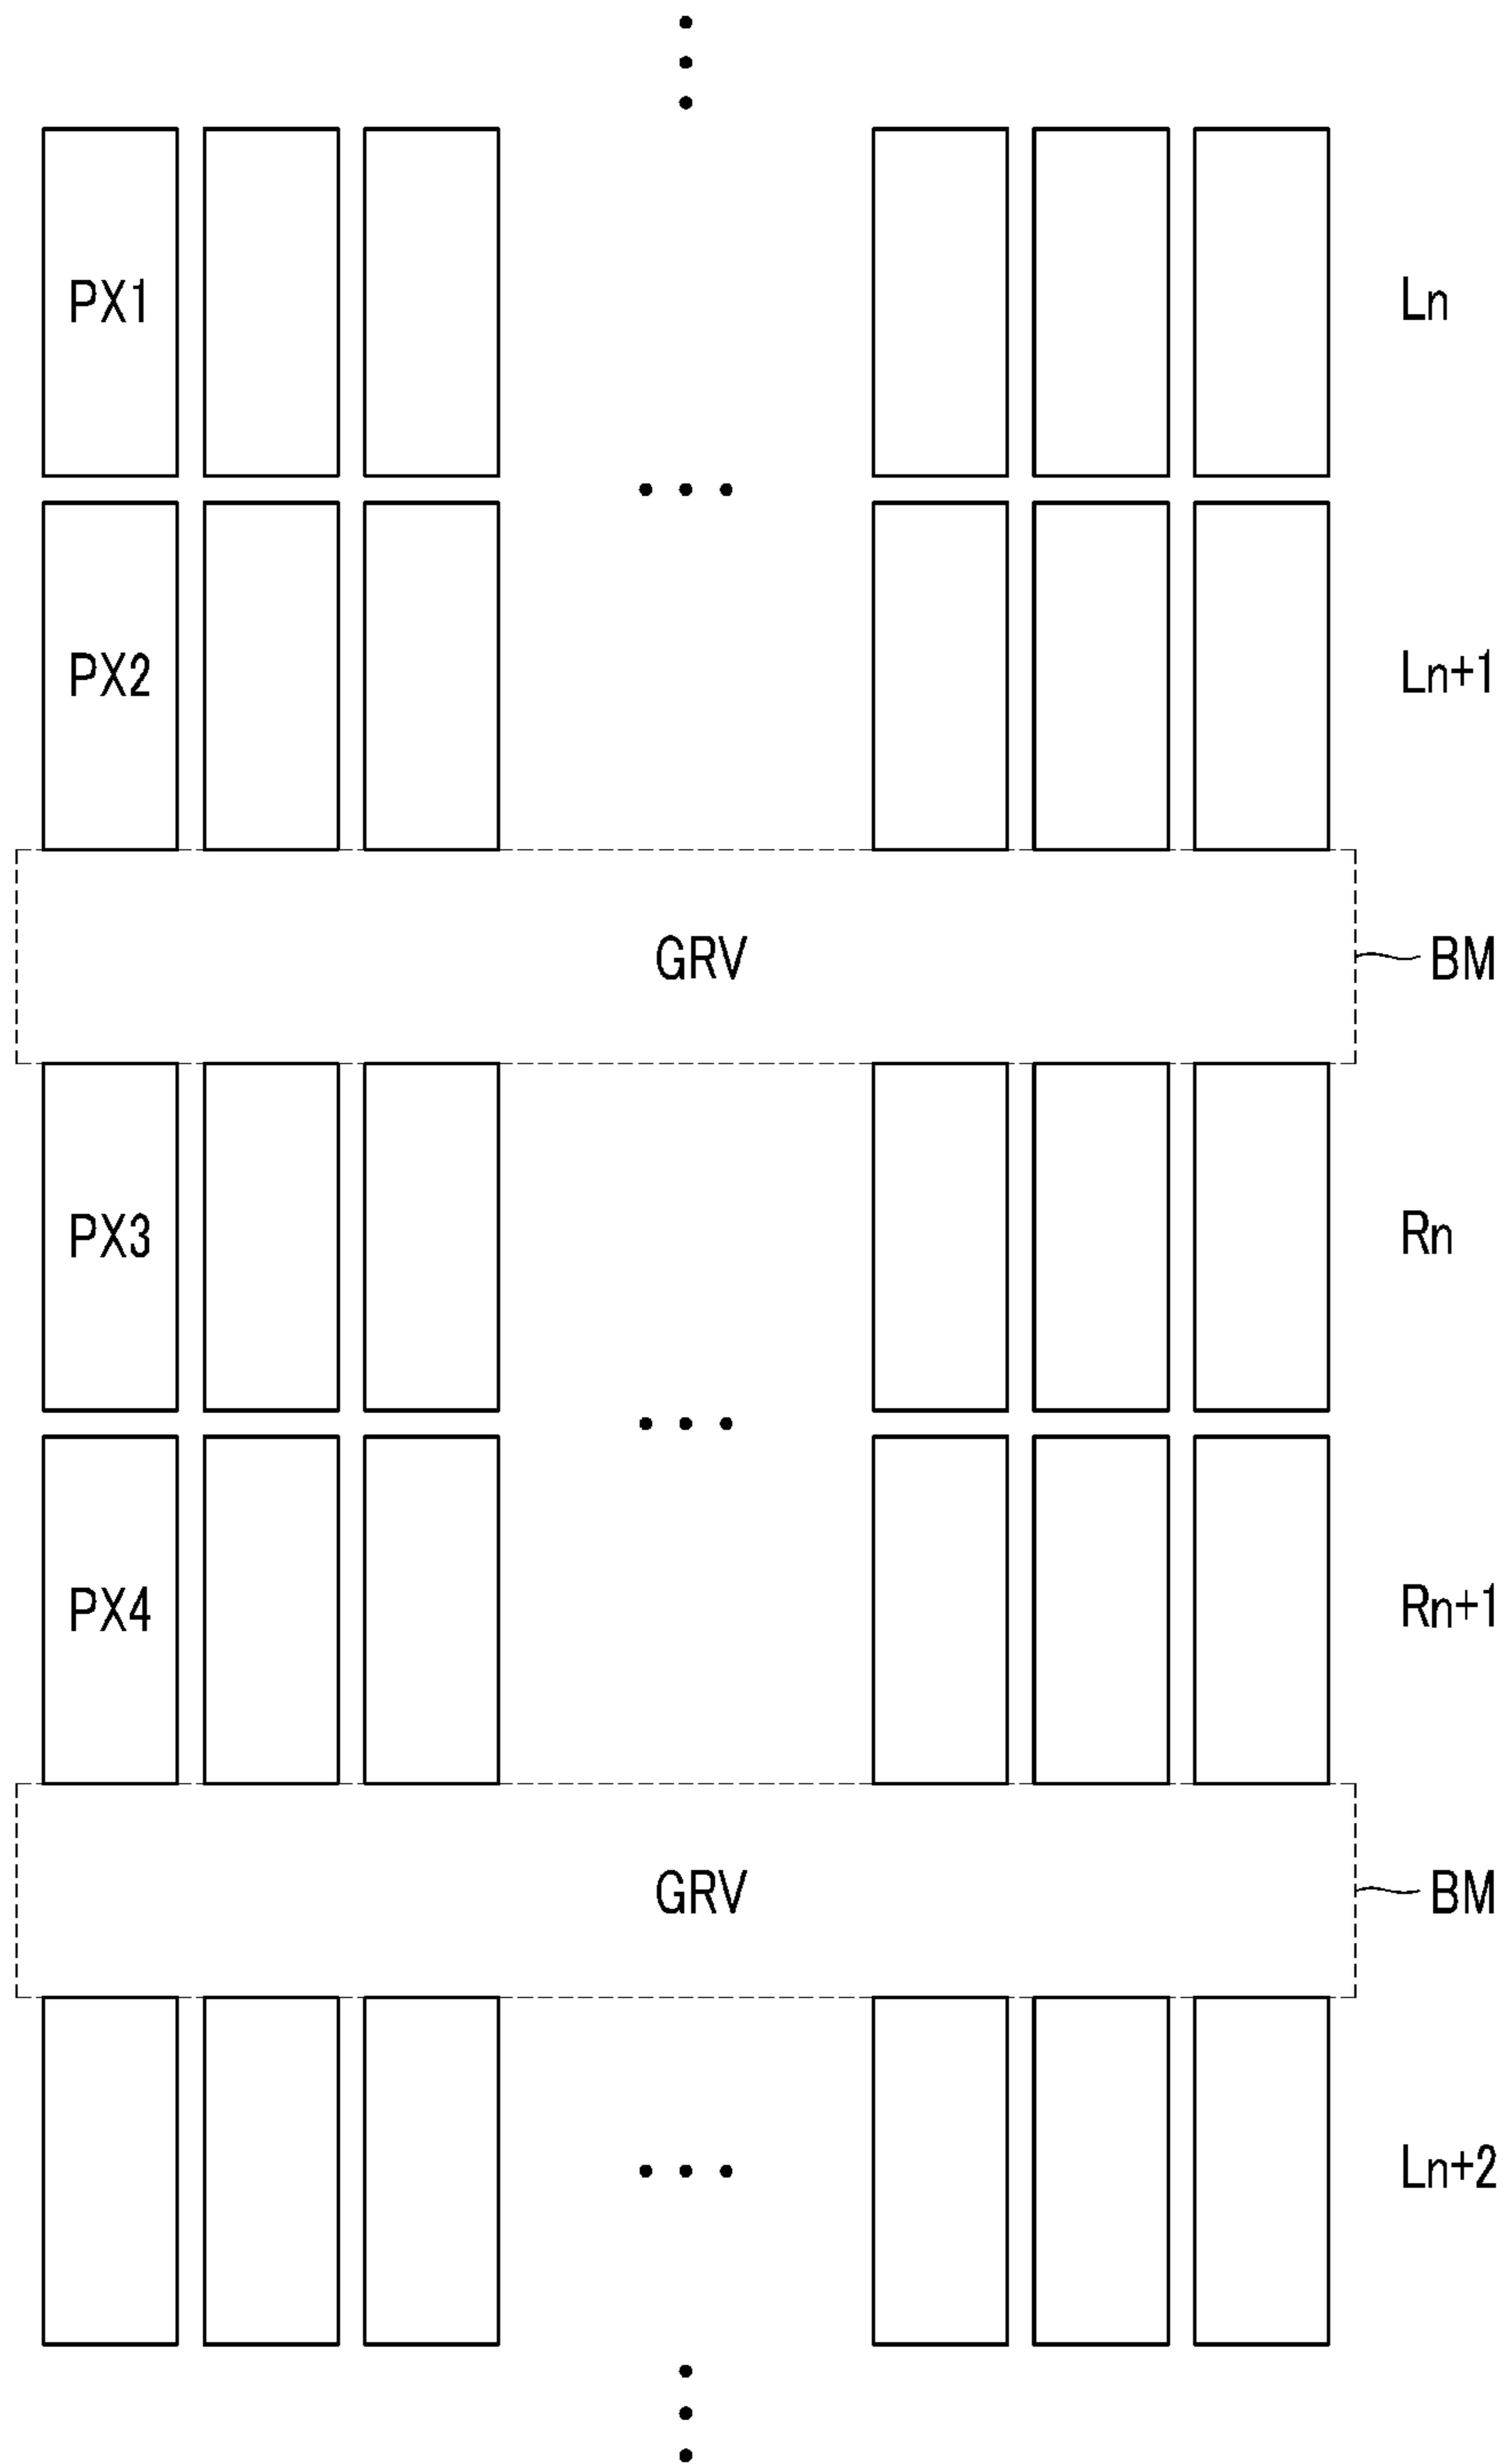 PX1 Ln
PX2 Ln+1
GRV BM
PX3 Rn
PX4 Rn+1
GRV BM
Ln+2